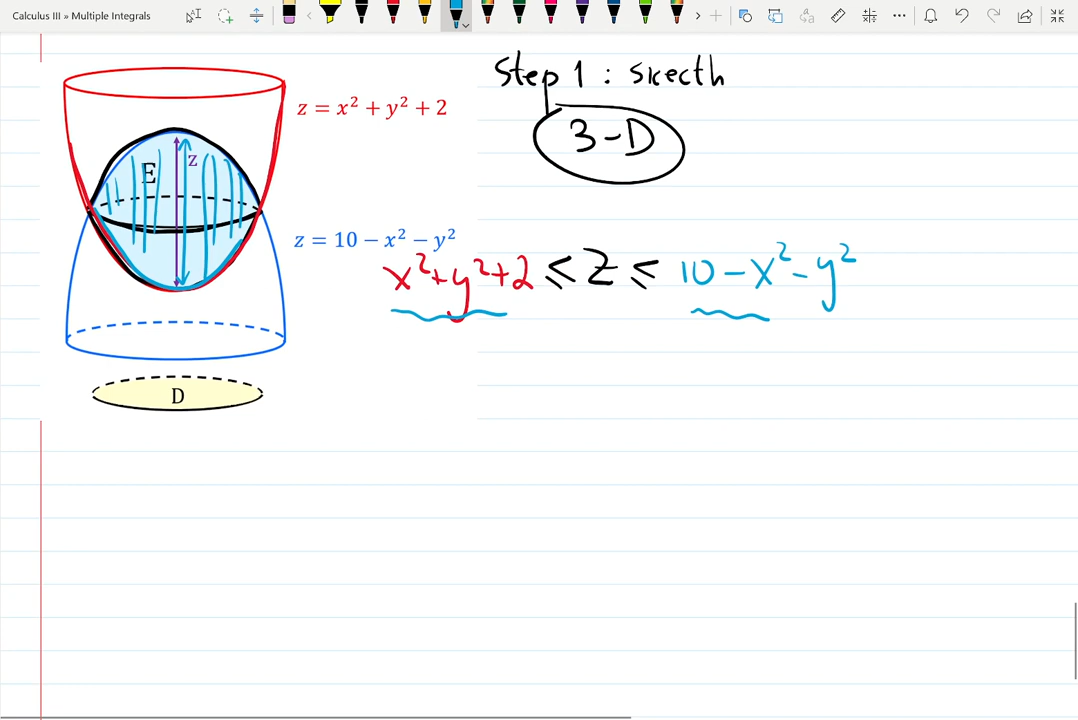 Calculus III » Multiple Integrals
Step 1 : skecth
3-D
z = x² + y² + 2
E
z
z = 10 − x² − y²
x²+y²+2 ≤ z ≤ 10 − x² − y²
D